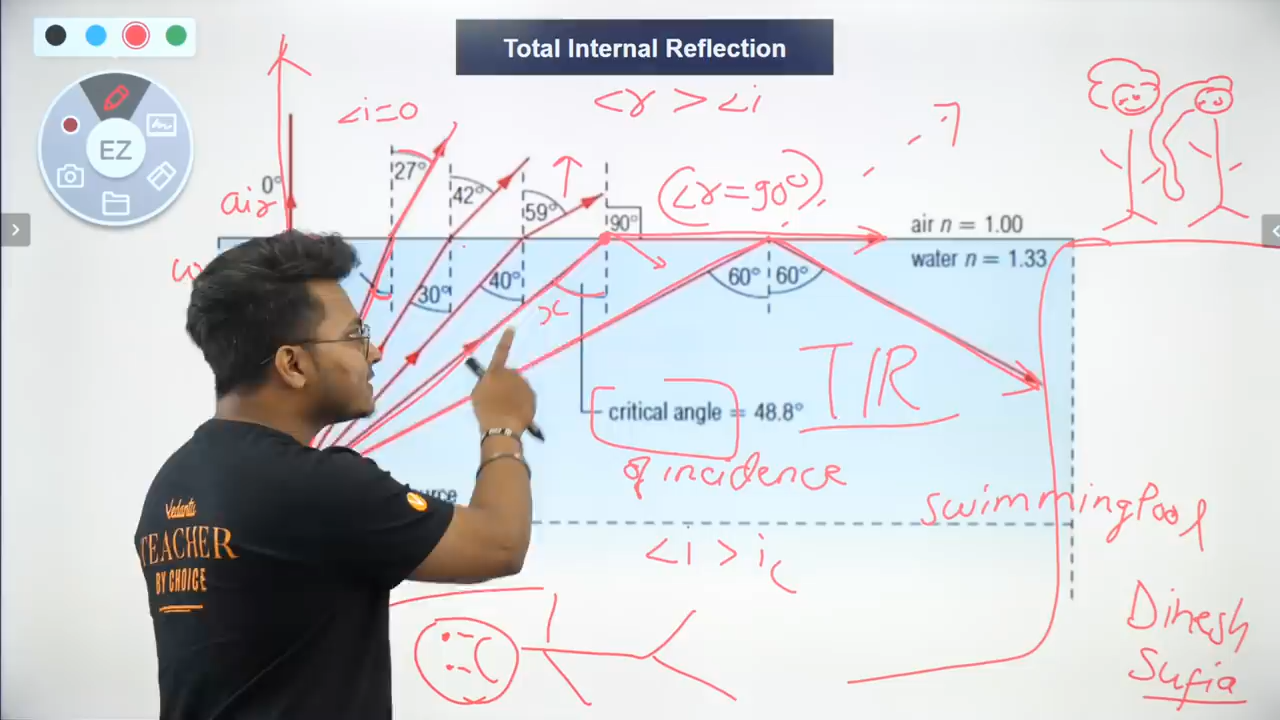 Total Internal Reflection
EZ
<i=0
<r > <i
27°
42°
59°
0°
air
(<r=90°)
90°
air n = 1.00
water n = 1.33
30°
40°
60° 60°
x
TIR
critical angle = 48.8°
of incidence
swimming Pool
<i > ic
Vedantu
TEACHER
BY CHOICE
Dinesh
Sufia